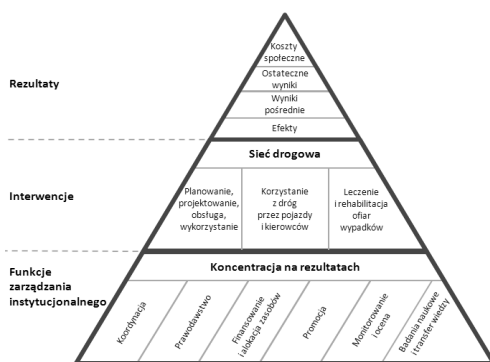 Rezultaty
Koszty
społeczne
Ostateczne
wyniki
Wyniki
pośrednie
Efekty
Interwencje
Sieć drogowa
Planowanie,
projektowanie,
obsługa,
wykorzystanie
Korzystanie
z dróg
przez pojazdy
i kierowców
Leczenie
i rehabilitacja
ofiar
wypadków
Funkcje
zarządzania
instytucjonalnego
Koncentracja na rezultatach
Koordynacja
Prawodawstwo
Finansowanie
i alokacja zasobów
Promocja
Monitorowanie
i ocena
Badania naukowe
i transfer wiedzy